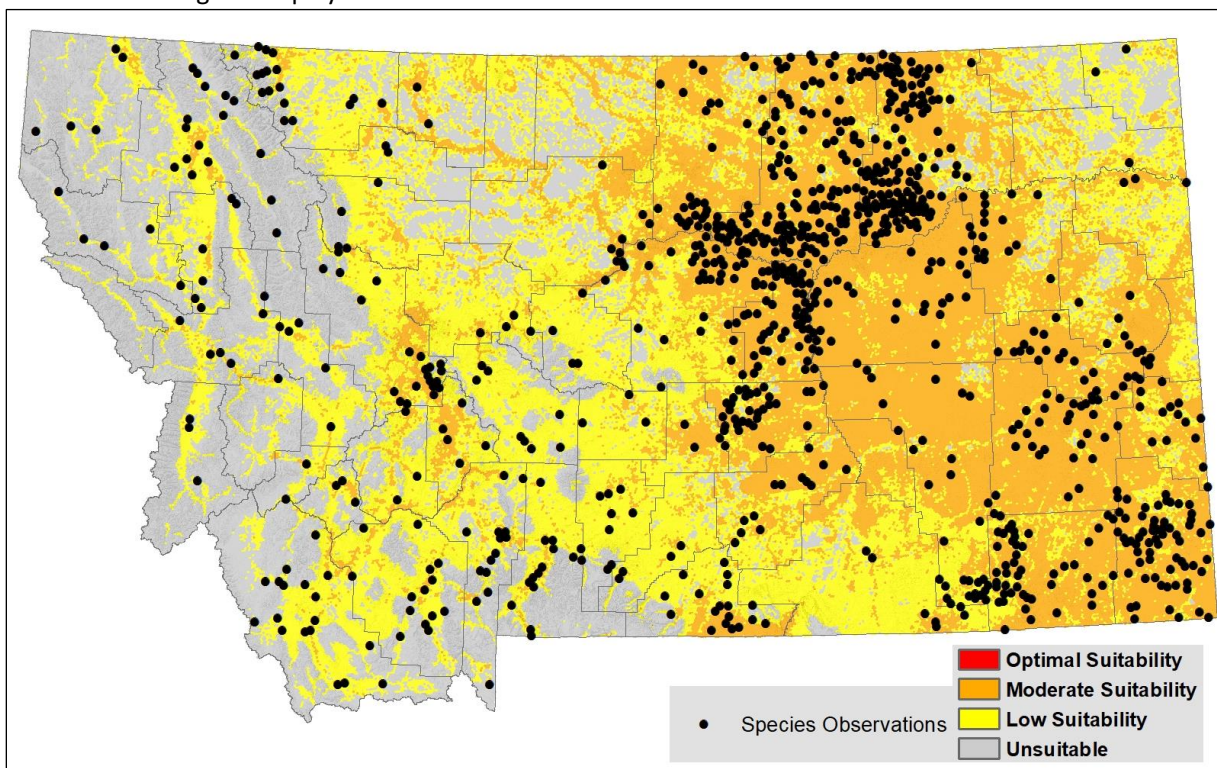 Optimal Suitability
Moderate Suitability
Low Suitability
Unsuitable
Species Observations